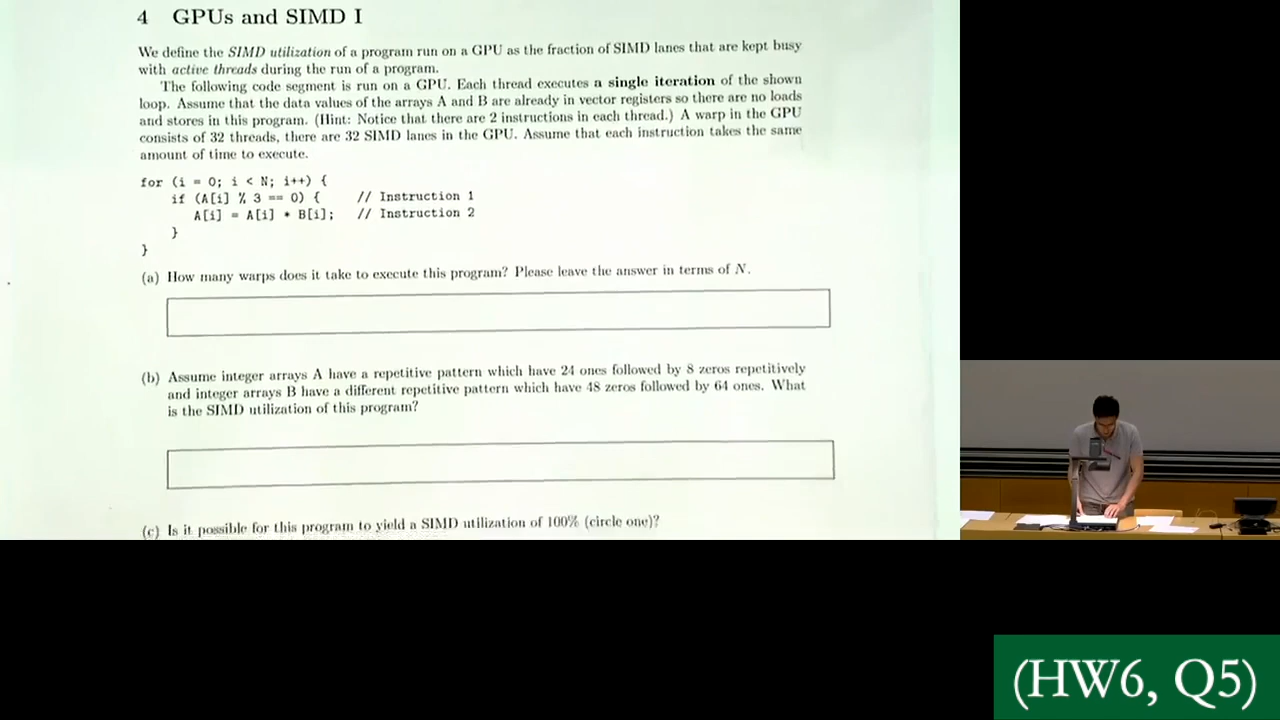 4 GPUs and SIMD I
We define the SIMD utilization of a program run on a GPU as the fraction of SIMD lanes that are kept busy
with active threads during the run of a program.
The following code segment is run on a GPU. Each thread executes a single iteration of the shown
loop. Assume that the data values of the arrays A and B are already in vector registers so there are no loads
and stores in this program. (Hint: Notice that there are 2 instructions in each thread.) A warp in the GPU
consists of 32 threads, there are 32 SIMD lanes in the GPU. Assume that each instruction takes the same
amount of time to execute.
for (i = 0; i < N; i++) {
if (A[i] % 3 == 0) { // Instruction 1
A[i] = A[i] * B[i]; // Instruction 2
}
}
(a) How many warps does it take to execute this program? Please leave the answer in terms of N.
(b) Assume integer arrays A have a repetitive pattern which have 24 ones followed by 8 zeros repetitively
and integer arrays B have a different repetitive pattern which have 48 zeros followed by 64 ones. What
is the SIMD utilization of this program?
(c) Is it possible for this program to yield a SIMD utilization of 100% (circle one)?
(HW6, Q5)